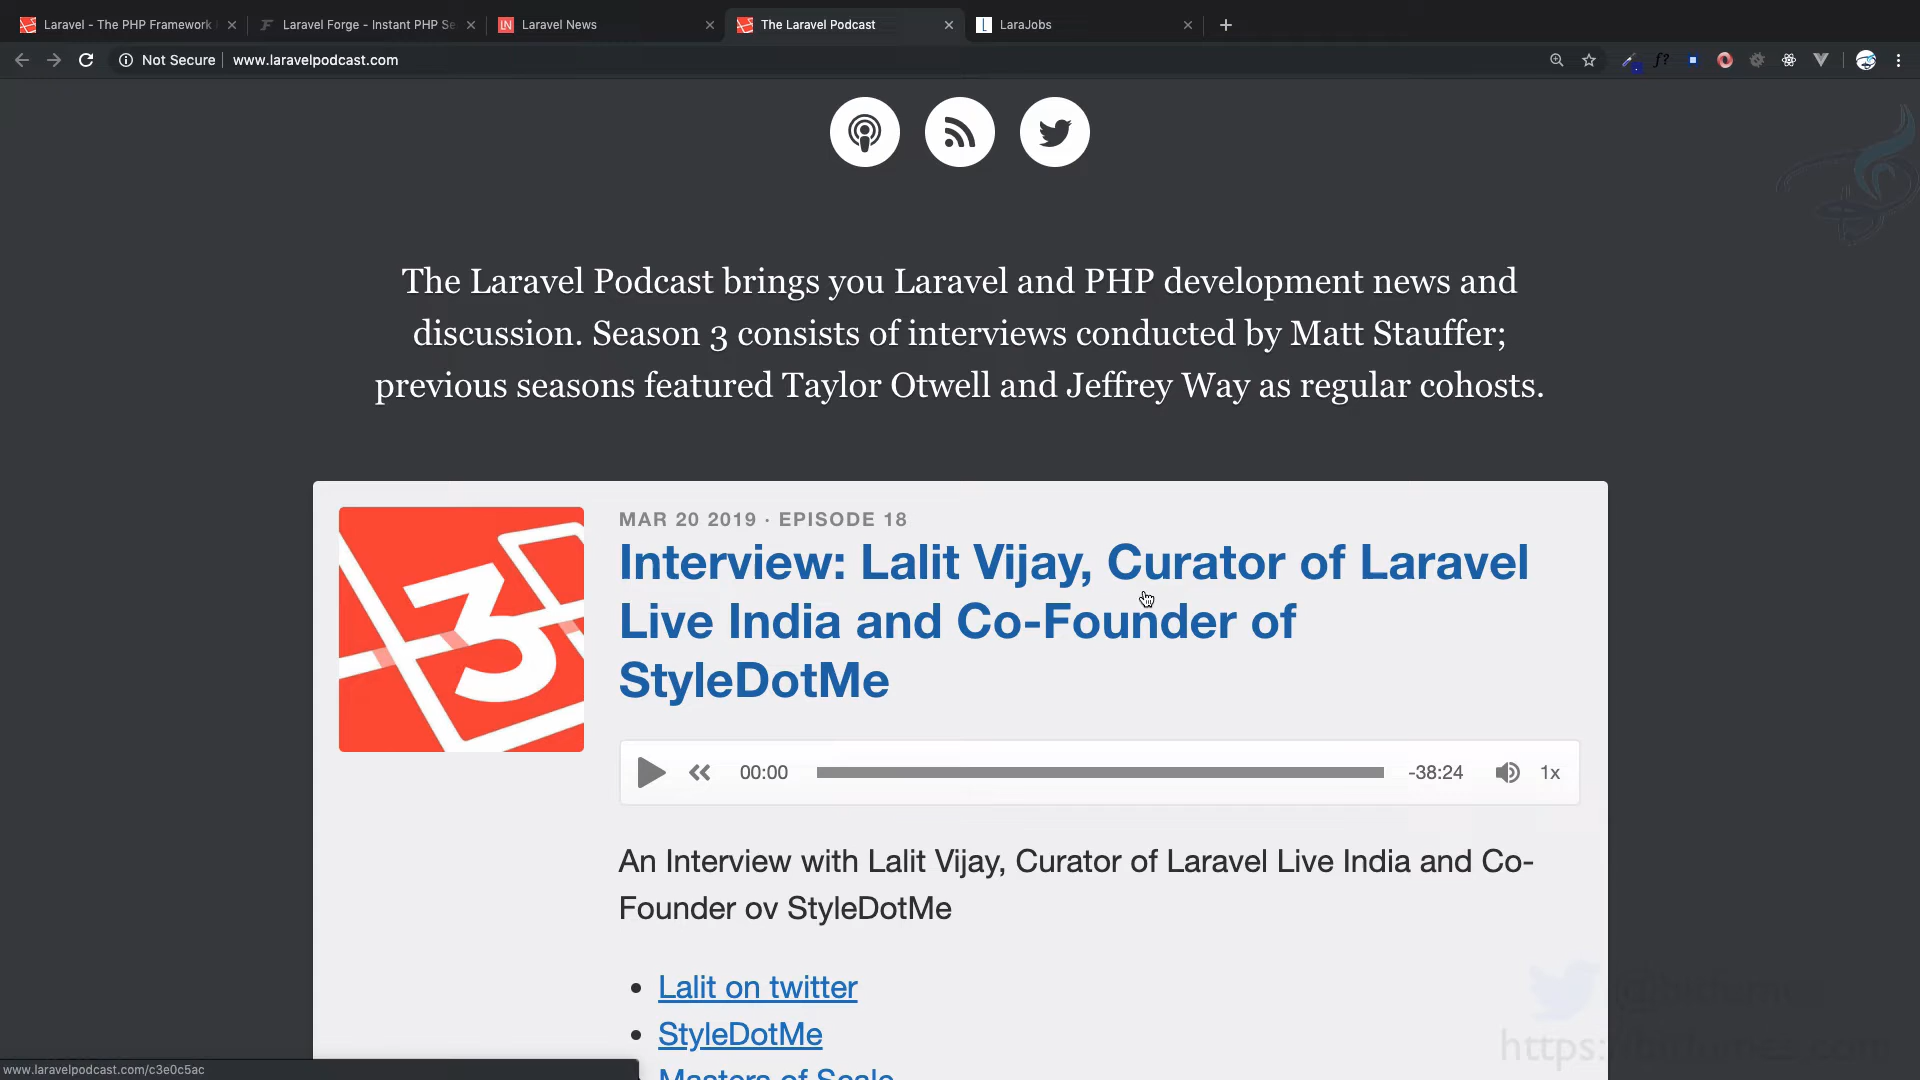 Laravel - The PHP Framework
Laravel Forge - Instant PHP Se
Laravel News
The Laravel Podcast
LaraJobs
Not Secure
www.laravelpodcast.com
The Laravel Podcast brings you Laravel and PHP development news and
discussion. Season 3 consists of interviews conducted by Matt Stauffer;
previous seasons featured Taylor Otwell and Jeffrey Way as regular cohosts.
3
MAR 20 2019 · EPISODE 18
Interview: Lalit Vijay, Curator of Laravel
Live India and Co-Founder of
StyleDotMe
00:00
-38:24
1x
An Interview with Lalit Vijay, Curator of Laravel Live India and Co-
Founder ov StyleDotMe
Lalit on twitter
StyleDotMe
Masters of Scale
www.laravelpodcast.com/c3e0c5ac